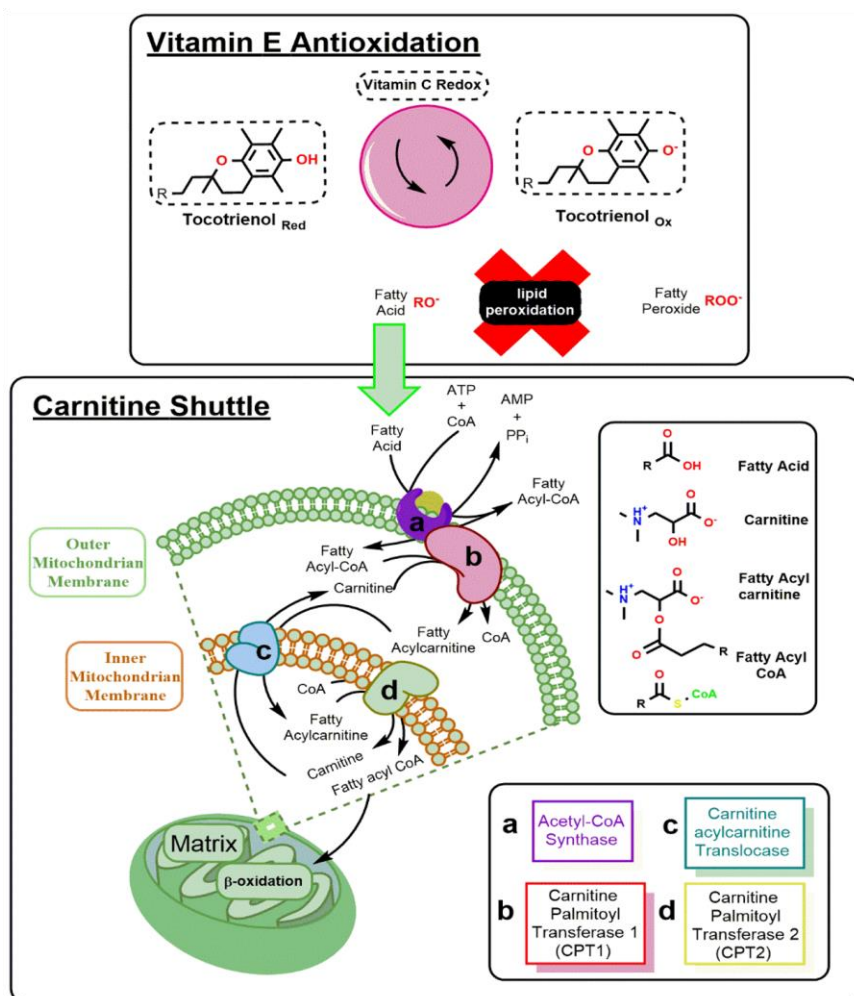 Vitamin E Antioxidation
Vitamin C Redox
O
OH
R
Tocotrienol Red
O
O-
R
Tocotrienol Ox
Fatty
Acid RO-
lipid
peroxidation
Fatty
Peroxide ROO-
Carnitine Shuttle
ATP
+
CoA
AMP
+
PPi
Fatty
Acid
Fatty
Acyl-CoA
a
b
Outer
Mitochondrian
Membrane
Fatty
Acyl-CoA
Carnitine
Fatty
Acylcarnitine
CoA
Inner
Mitochondrian
Membrane
c
d
CoA
Fatty
Acylcarnitine
Carnitine
Fatty acyl CoA
Matrix
β-oxidation
O
R
OH
Fatty Acid
H+
N
O
O-
OH
Carnitine
H+
N
O
O-
O
O
R
Fatty Acyl
carnitine
Fatty Acyl
CoA
O
R
S
CoA
a
Acetyl-CoA
Synthase
c
Carnitine
acylcarnitine
Translocase
b
Carnitine
Palmitoyl
Transferase 1
(CPT1)
d
Carnitine
Palmitoyl
Transferase 2
(CPT2)